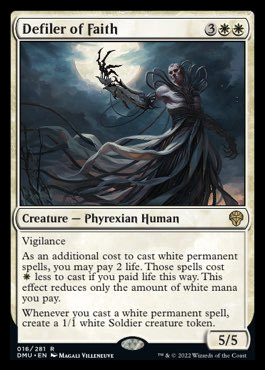 Defiler of Faith 3
Creature — Phyrexian Human
Vigilance
As an additional cost to cast white permanent
spells, you may pay 2 life. Those spells cost
less to cast if you paid life this way. This
effect reduces only the amount of white mana
you pay.
Whenever you cast a white permanent spell,
create a 1/1 white Soldier creature token.
5/5
016/281 R
DMU • EN MAGALI VILLENEUVE
™ & © 2022 Wizards of the Coast